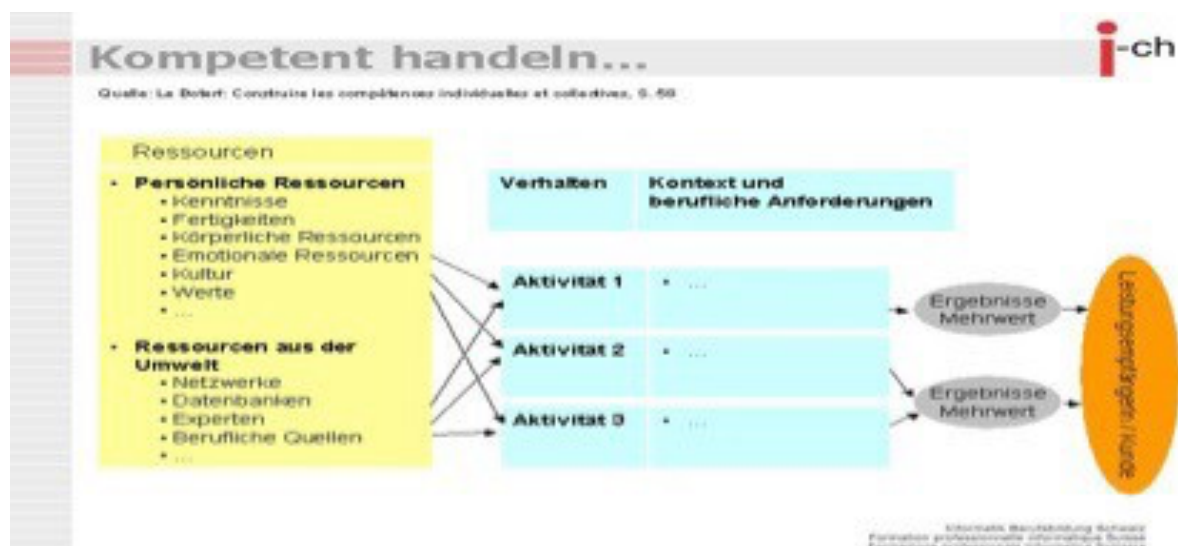 Kompetent handeln...
i-ch
Quelle: Le Boterf: Construire les compétences individuelles et collectives, S. 59
Ressourcen
• Persönliche Ressourcen
• Kenntnisse
• Fertigkeiten
• Körperliche Ressourcen
• Emotionale Ressourcen
• Kultur
• Werte
• ...
• Ressourcen aus der
Umwelt
• Netzwerke
• Datenbanken
• Experten
• Berufliche Quellen
• ...
Verhalten
Kontext und
berufliche Anforderungen
Aktivität 1
• ...
Aktivität 2
• ...
Aktivität 3
• ...
Ergebnisse
Mehrwert
Ergebnisse
Mehrwert
Leistungsempfängerin / Kunde
Informatik Berufsbildung Schweiz
Formation professionnelle informatique Suisse